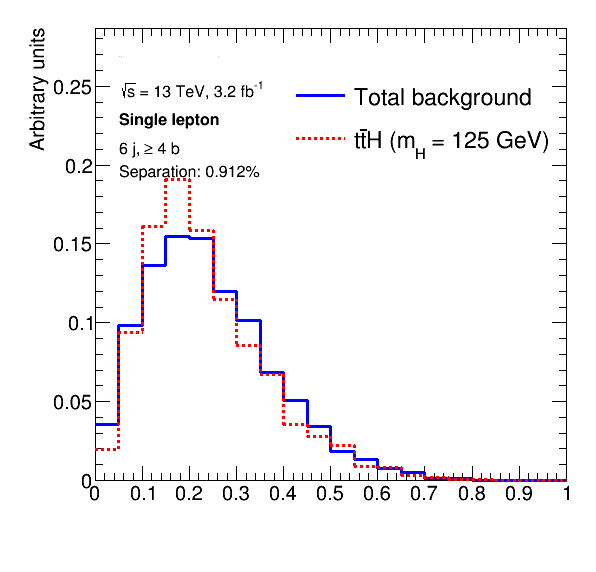 Arbitrary units
√s = 13 TeV, 3.2 fb⁻¹
Single lepton
6 j, ≥ 4 b
Separation: 0.912%
Total background
tt̄H (m_H = 125 GeV)
0.25
0.2
0.15
0.1
0.05
0
0 0.1 0.2 0.3 0.4 0.5 0.6 0.7 0.8 0.9 1